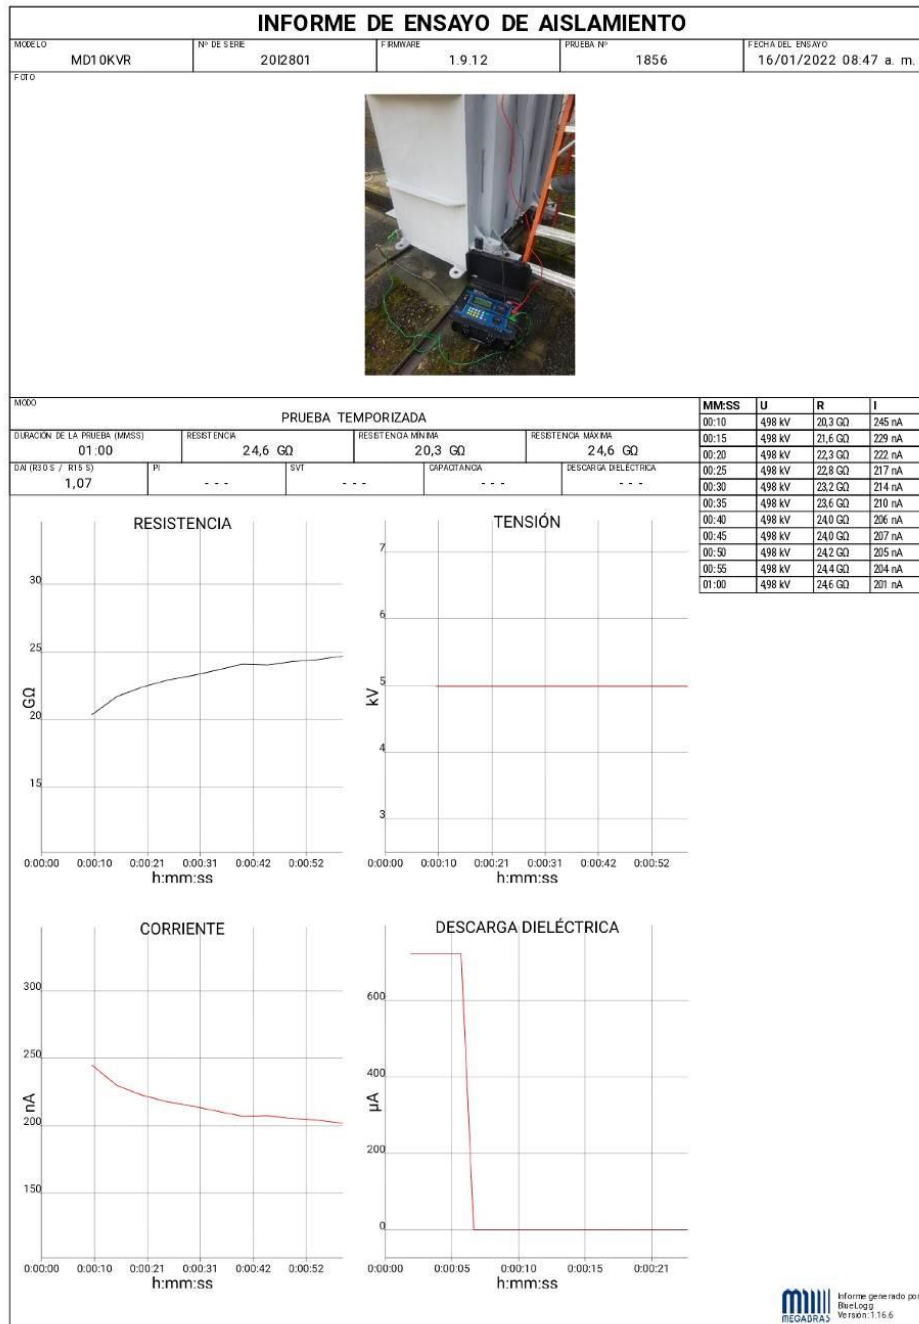 INFORME DE ENSAYO DE AISLAMIENTO
MODELO Nº DE SERIE FIRMWARE PRUEBA Nº FECHA DEL ENSAYO
MD10KVR 20I2801 1.9.12 1856 16/01/2022 08:47 a. m.
FOTO
MODO
PRUEBA TEMPORIZADA
DURACIÓN DE LA PRUEBA (MMSS) RESISTENCIA RESISTENCIA MÍNIMA RESISTENCIA MÁXIMA
01:00 24,6 GΩ 20,3 GΩ 24,6 GΩ
DAI (R30 S / R15 S) PI SVT CAPACITANCIA DESCARGA DIELÉCTRICA
1,07 - - - - - - - - - - - -
MM:SS U R I
00:10 4,98 kV 20,3 GΩ 245 nA
00:15 4,98 kV 21,6 GΩ 229 nA
00:20 4,98 kV 22,3 GΩ 222 nA
00:25 4,98 kV 22,8 GΩ 217 nA
00:30 4,98 kV 23,2 GΩ 214 nA
00:35 4,98 kV 23,6 GΩ 210 nA
00:40 4,98 kV 24,0 GΩ 206 nA
00:45 4,98 kV 24,0 GΩ 207 nA
00:50 4,98 kV 24,2 GΩ 205 nA
00:55 4,98 kV 24,4 GΩ 204 nA
01:00 4,98 kV 24,6 GΩ 201 nA
RESISTENCIA
30
25
20
15
GΩ
0:00:00 0:00:10 0:00:21 0:00:31 0:00:42 0:00:52
h:mm:ss
TENSIÓN
7
6
5
4
3
kV
0:00:00 0:00:10 0:00:21 0:00:31 0:00:42 0:00:52
h:mm:ss
CORRIENTE
300
250
200
150
nA
0:00:00 0:00:10 0:00:21 0:00:31 0:00:42 0:00:52
h:mm:ss
DESCARGA DIELÉCTRICA
600
400
200
0
µA
0:00:00 0:00:05 0:00:10 0:00:15 0:00:21
h:mm:ss
MEGABRAS
Informe generado por
BlueLogg
Versión:1.16.6